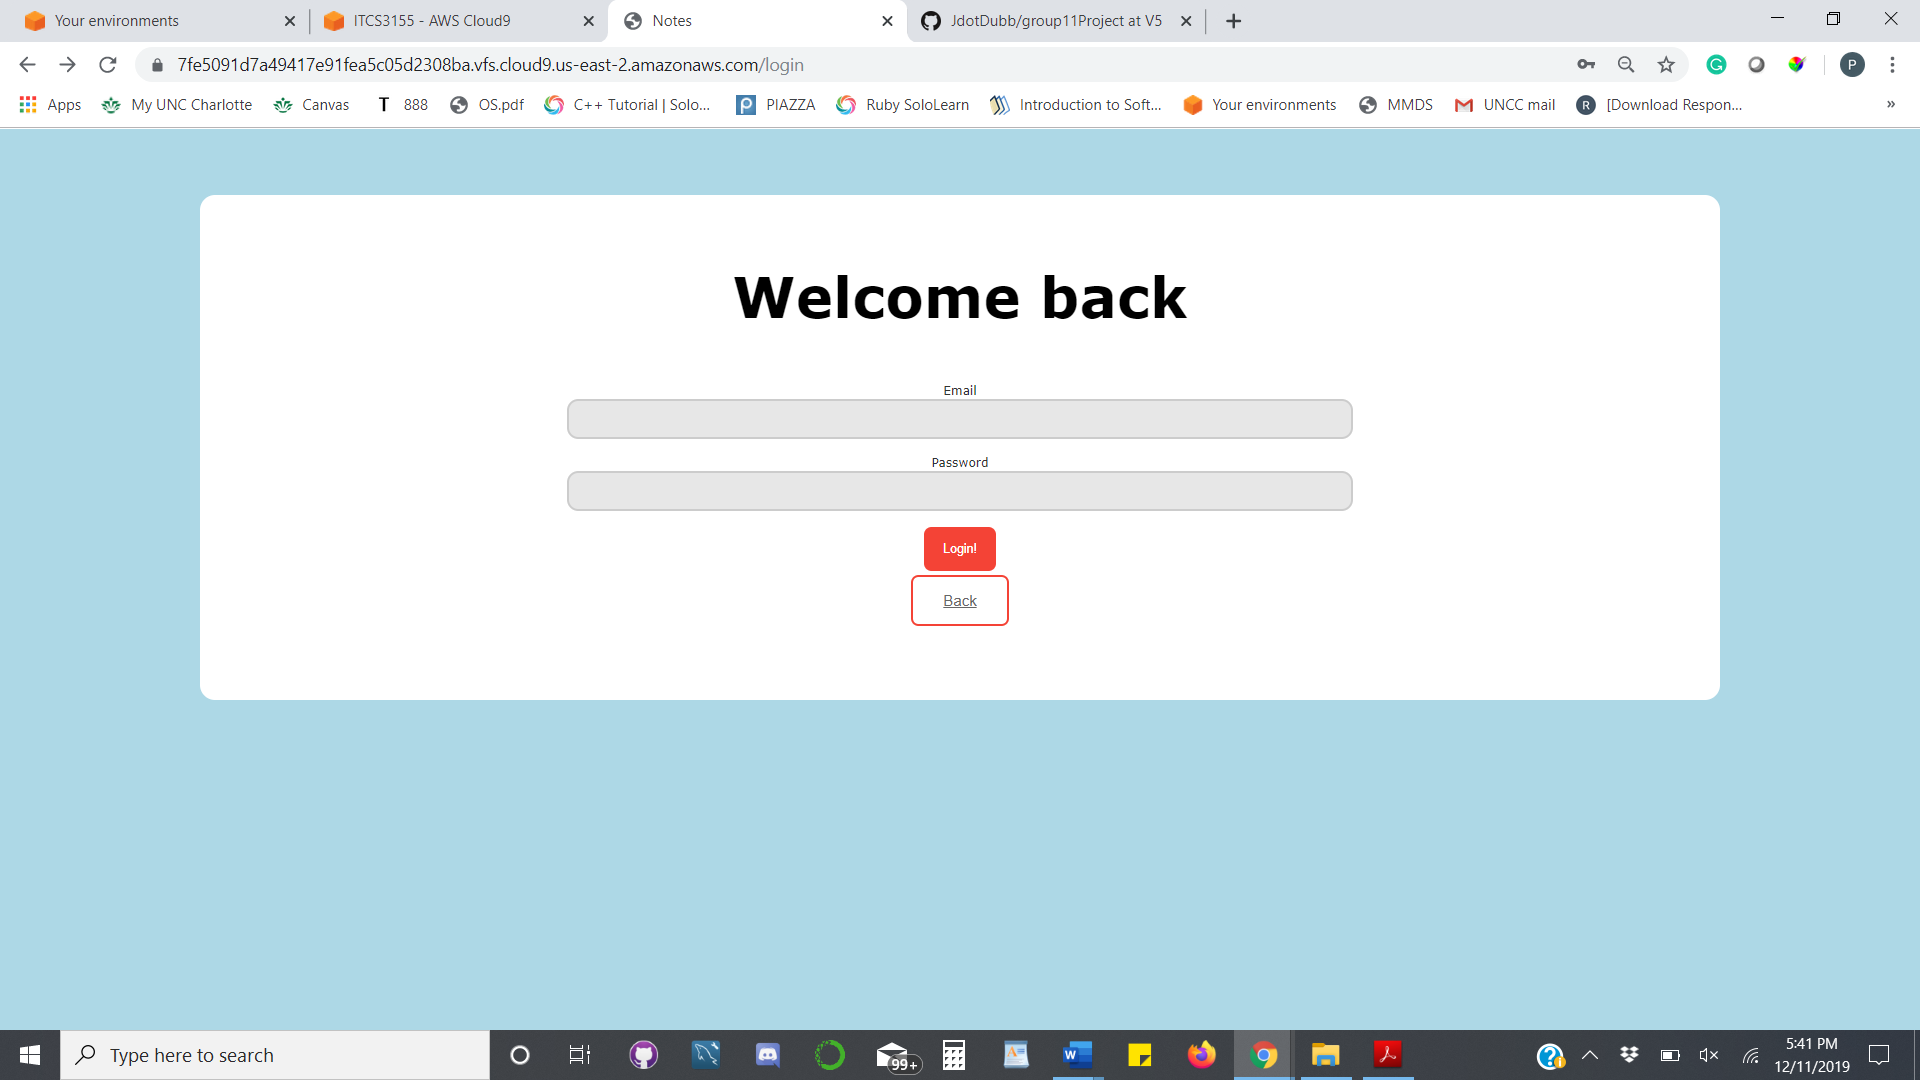 Your environments
ITCS3155 - AWS Cloud9
Notes
JdotDubb/group11Project at V5
7fe5091d7a49417e91fea5c05d2308ba.vfs.cloud9.us-east-2.amazonaws.com/login
P
Apps
My UNC Charlotte
Canvas
T 888
OS.pdf
C++ Tutorial | Solo...
PIAZZA
Ruby SoloLearn
Introduction to Soft...
Your environments
MMDS
UNCC mail
R [Download Respon...
»
Welcome back
Email
Password
Login!
Back
Type here to search
99+
5:41 PM
12/11/2019